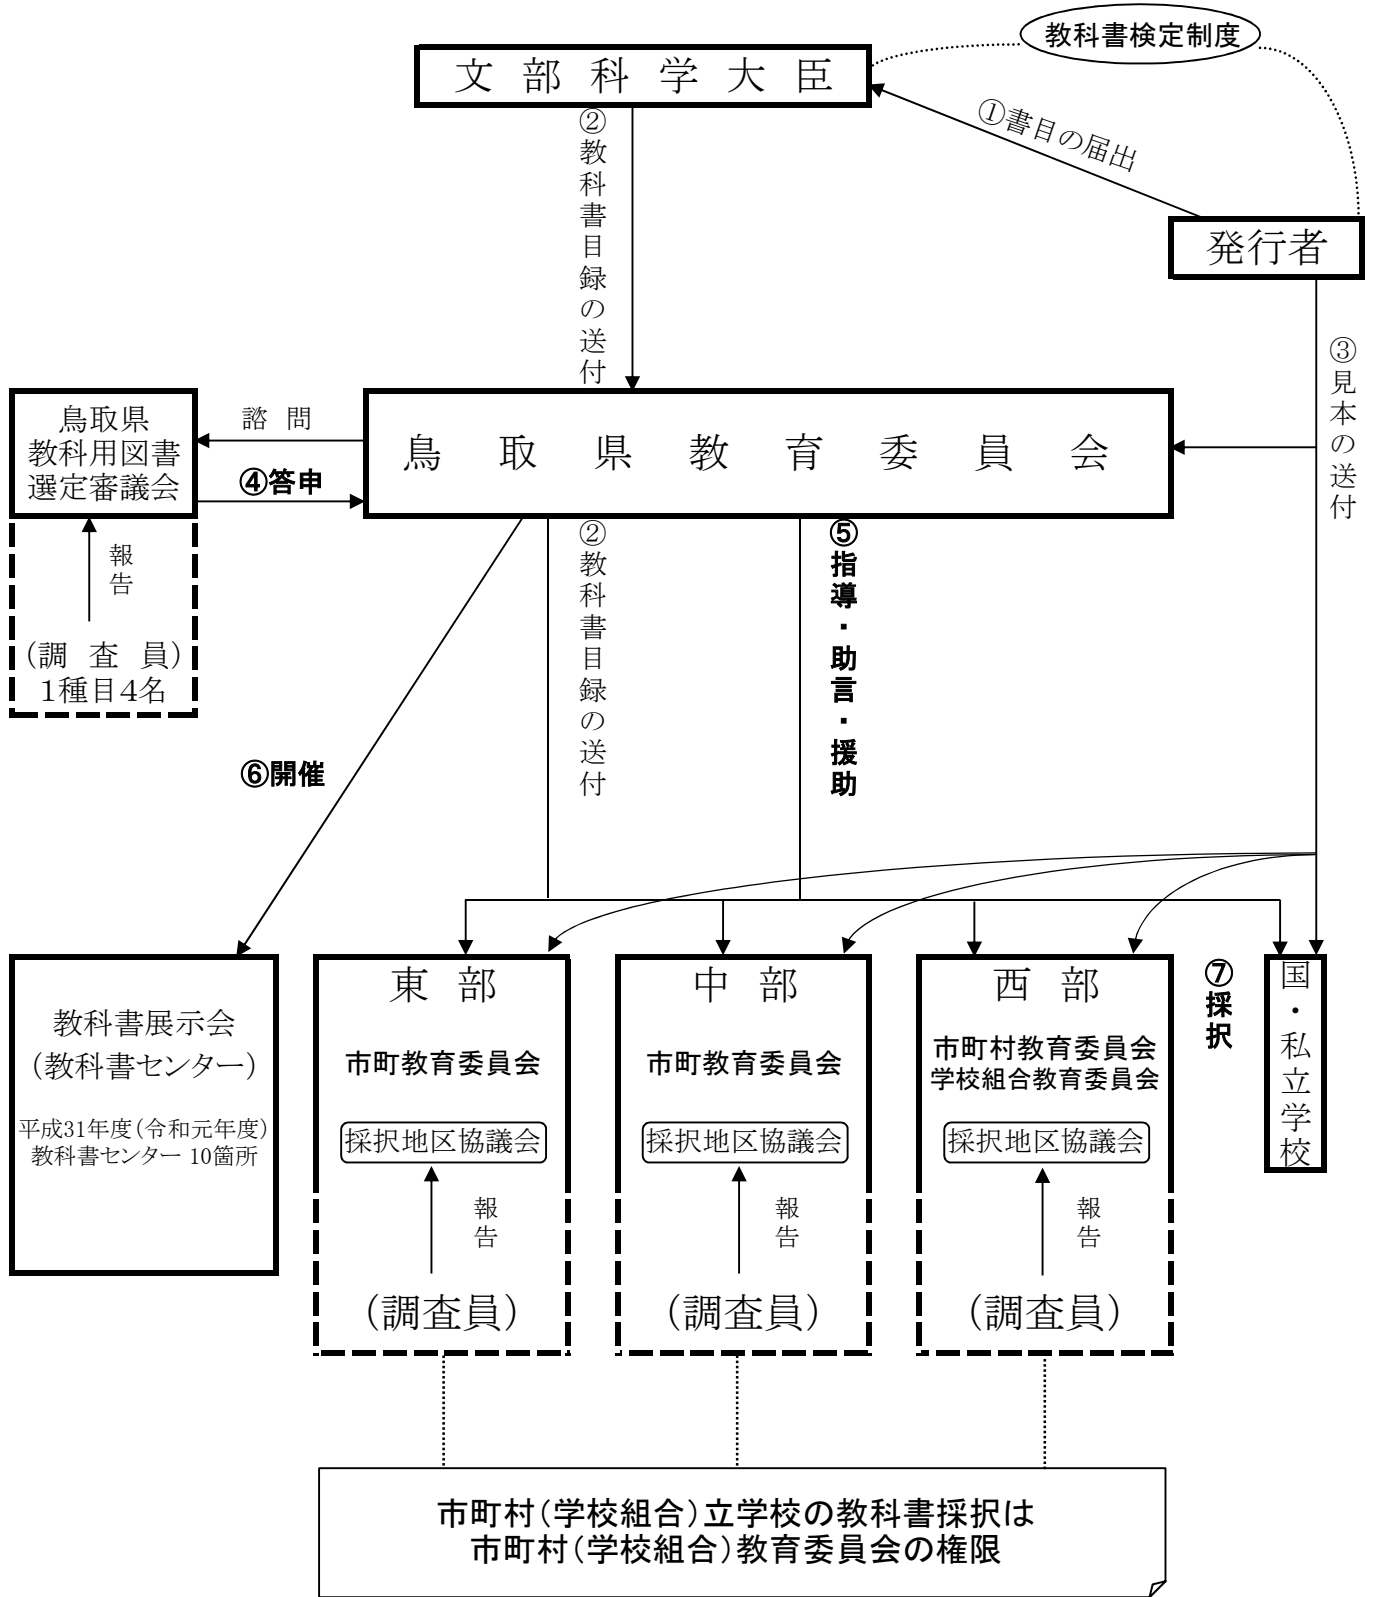 教科書検定制度
文部科学大臣
①書目の届出
②教科書目録の送付
発行者
③見本の送付
鳥取県
教科用図書
選定審議会
諮問
④答申
鳥取県教育委員会
報告
(調査員)
1種目4名
②教科書目録の送付
⑤指導・助言・援助
⑥開催
教科書展示会
(教科書センター)
平成31年度(令和元年度)
教科書センター 10箇所
東部
市町教育委員会
採択地区協議会
報告
(調査員)
中部
市町教育委員会
採択地区協議会
報告
(調査員)
西部
市町村教育委員会
学校組合教育委員会
採択地区協議会
報告
(調査員)
⑦採択
国・私立学校
市町村(学校組合)立学校の教科書採択は
市町村(学校組合)教育委員会の権限